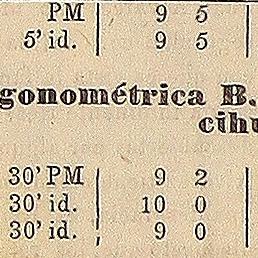 PM | 9 5
5' id. | 9 5
gonométrica B.
cihu
30' PM | 9 2
30' id. | 10 0
30' id. | 9 0